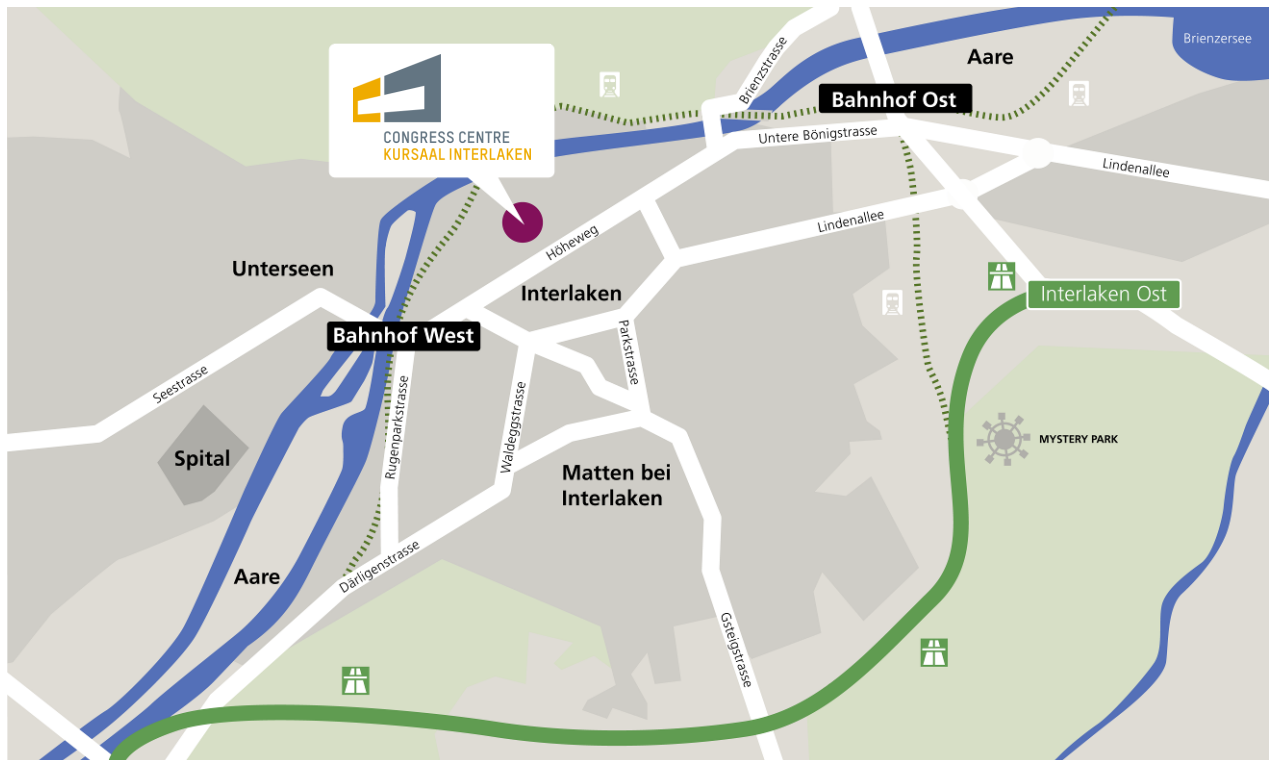 Brienzersee
Aare
Brienzstrasse
Bahnhof Ost
CONGRESS CENTRE
KURSAAL INTERLAKEN
Untere Bönigstrasse
Lindenallee
Lindenallee
Höheweg
Unterseen
Interlaken
Interlaken Ost
Bahnhof West
Parkstrasse
Seestrasse
Rugenparkstrasse
Waldeggstrasse
MYSTERY PARK
Spital
Matten bei
Interlaken
Aare
Därligenstrasse
Gsteigstrasse